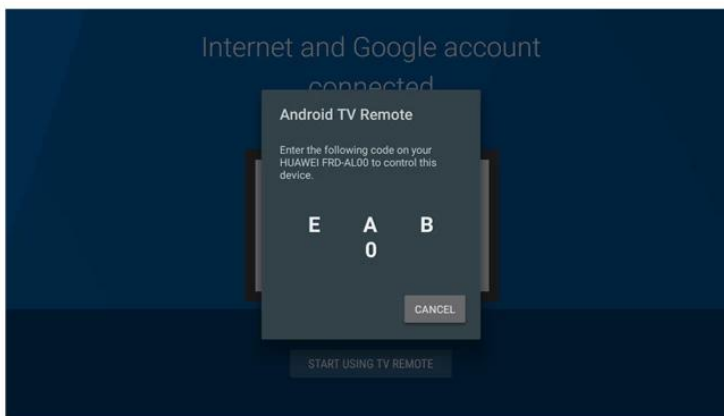 Internet and Google account
connected
Android TV Remote
Enter the following code on your
HUAWEI FRD-AL00 to control this
device.
E A B
0
CANCEL
START USING TV REMOTE